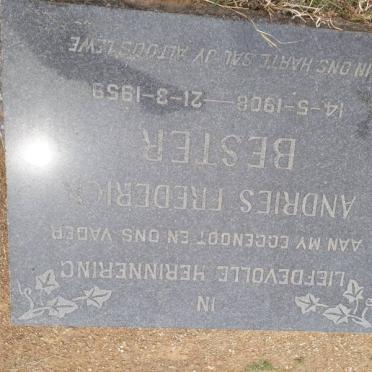 IN
LIEFDEVOLLE HERINNERING
AAN MY EGGENOOT EN ONS VADER
ANDRIES FREDERICK
BESTER
14-5-1908 — 21-3-1959
IN ONS HARTE SAL JY ALTOOS LEWE